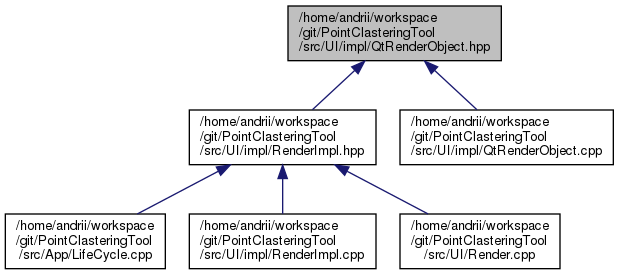 /home/andrii/workspace
/git/PointClasteringTool
/src/UI/impl/QtRenderObject.hpp
/home/andrii/workspace
/git/PointClasteringTool
/src/UI/impl/RenderImpl.hpp
/home/andrii/workspace
/git/PointClasteringTool
/src/UI/impl/QtRenderObject.cpp
/home/andrii/workspace
/git/PointClasteringTool
/src/App/LifeCycle.cpp
/home/andrii/workspace
/git/PointClasteringTool
/src/UI/impl/RenderImpl.cpp
/home/andrii/workspace
/git/PointClasteringTool
/src/UI/Render.cpp